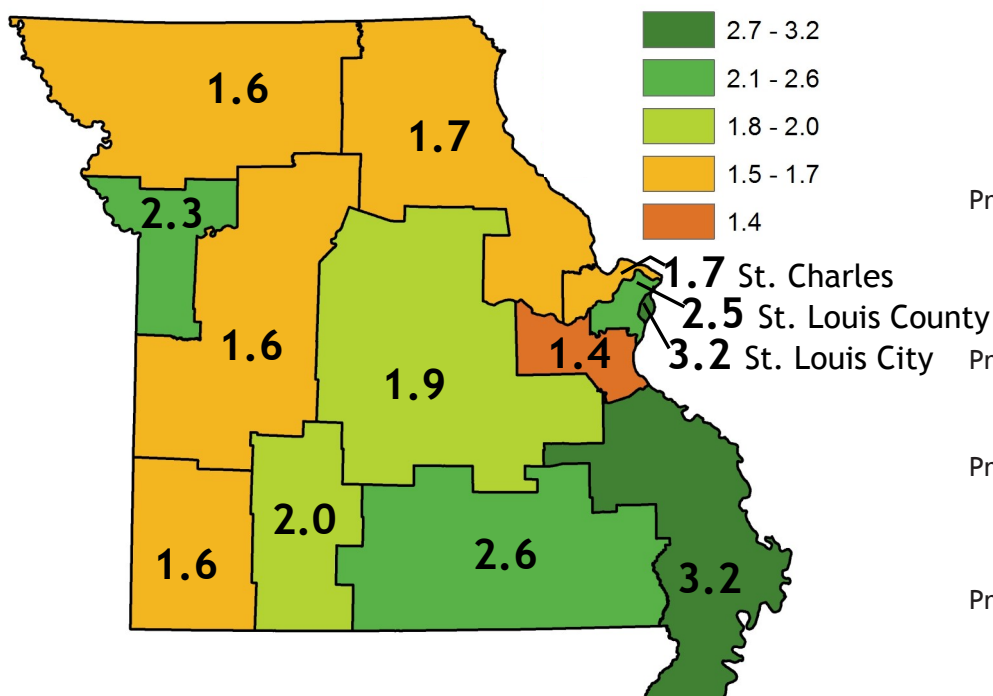 2.7 - 3.2
2.1 - 2.6
1.8 - 2.0
1.5 - 1.7
1.4
1.6
1.7
2.3
1.7 St. Charles
2.5 St. Louis County
3.2 St. Louis City
1.6
1.4
1.9
2.0
1.6
2.6
3.2
Pr
Pr
Pr
Pr